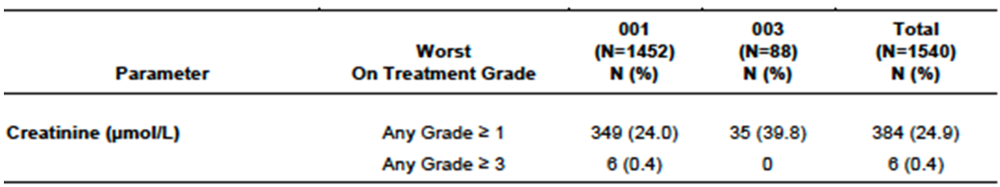 001 003 Total
Worst (N=1452) (N=88) (N=1540)
Parameter On Treatment Grade N (%) N (%) N (%)
Creatinine (µmol/L) Any Grade ≥ 1 349 (24.0) 35 (39.8) 384 (24.9)
Any Grade ≥ 3 6 (0.4) 0 6 (0.4)